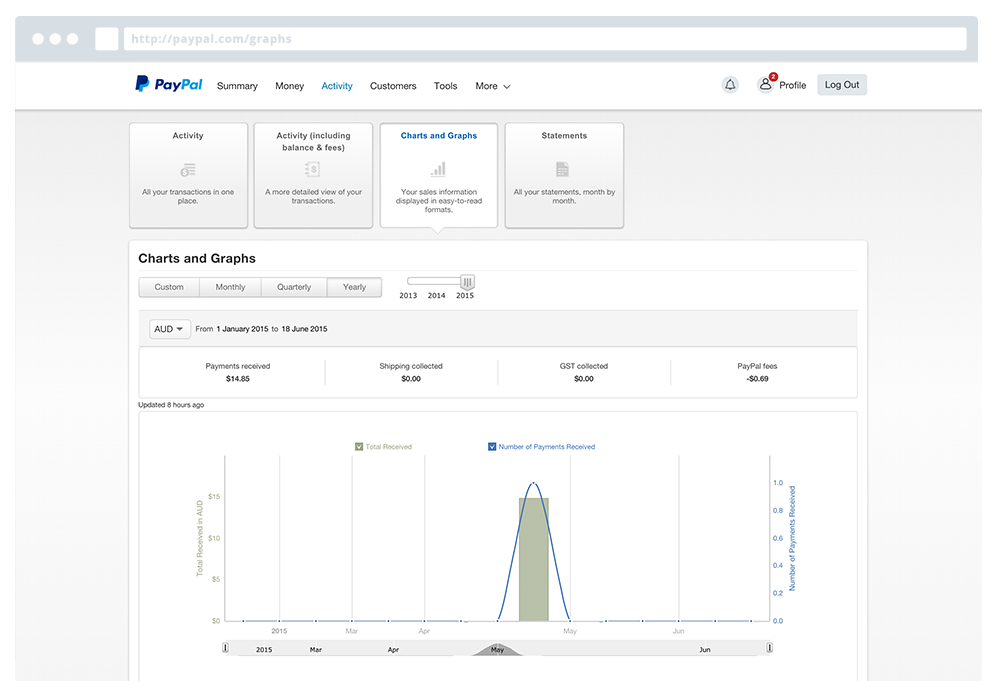 http://paypal.com/graphs
PayPal Summary Money Activity Customers Tools More 2 Profile Log Out
Activity
All your transactions in one
place.
Activity (including
balance & fees)
A more detailed view of your
transactions.
Charts and Graphs
Your sales information
displayed in easy-to-read
formats.
Statements
All your statements, month by
month.
Charts and Graphs
Custom Monthly Quarterly Yearly
2013 2014 2015
AUD From 1 January 2015 to 18 June 2015
Payments received Shipping collected GST collected PayPal fees
$14.85 $0.00 $0.00 -$0.69
Updated 8 hours ago
Total Received Number of Payments Received
Total Received in AUD
$15
$10
$5
$0
1.0
0.8
0.6
0.4
0.2
0.0
Number of Payments Received
2015 Mar Apr May Jun
2015 Mar Apr May Jun